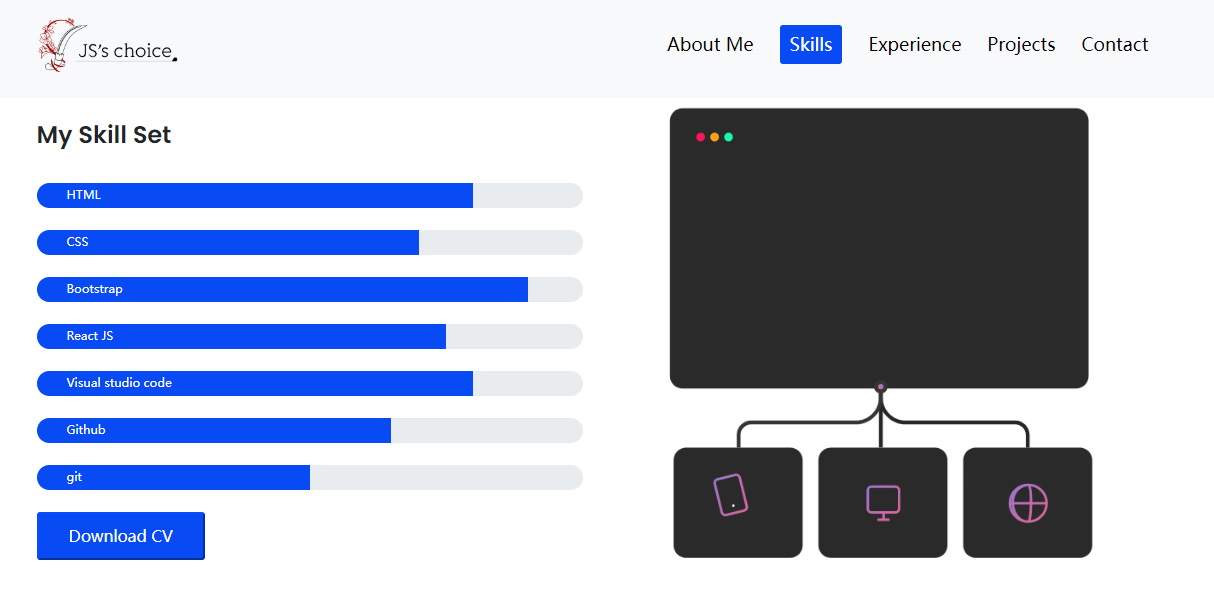 JS's choice
About Me
Skills
Experience
Projects
Contact
My Skill Set
HTML
CSS
Bootstrap
React JS
Visual studio code
Github
git
Download CV